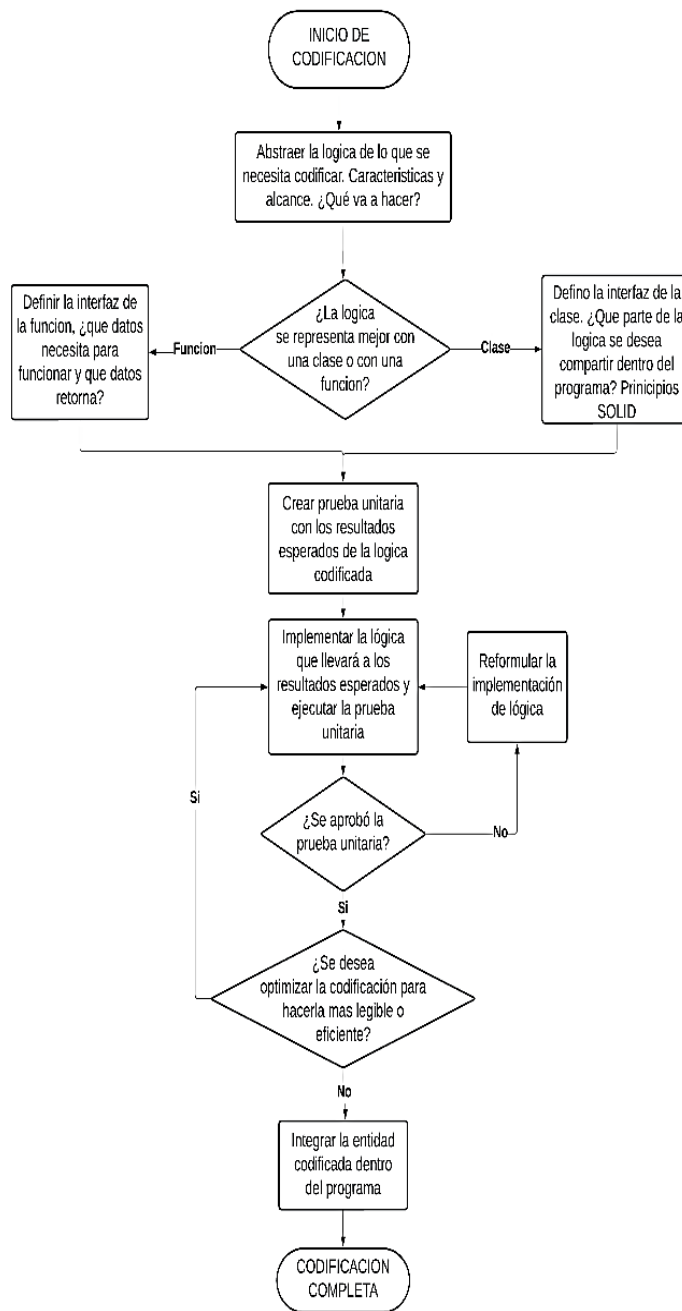 INICIO DE
CODIFICACION
Abstraer la logica de lo que se
necesita codificar. Caracteristicas y
alcance. ¿Qué va a hacer?
¿La logica
se representa mejor con
una clase o con una
funcion?
Funcion
Clase
Definir la interfaz de
la funcion, ¿que datos
necesita para
funcionar y que datos
retorna?
Defino la interfaz de la
clase. ¿Que parte de la
logica se desea
compartir dentro del
programa? Prinicipios
SOLID
Crear prueba unitaria
con los resultados
esperados de la logica
codificada
Implementar la lógica
que llevará a los
resultados esperados y
ejecutar la prueba
unitaria
Reformular la
implementación
de lógica
¿Se aprobó la
prueba unitaria?
No
Si
Si
¿Se desea
optimizar la codificación para
hacerla mas legible o
eficiente?
No
Integrar la entidad
codificada dentro
del programa
CODIFICACION
COMPLETA